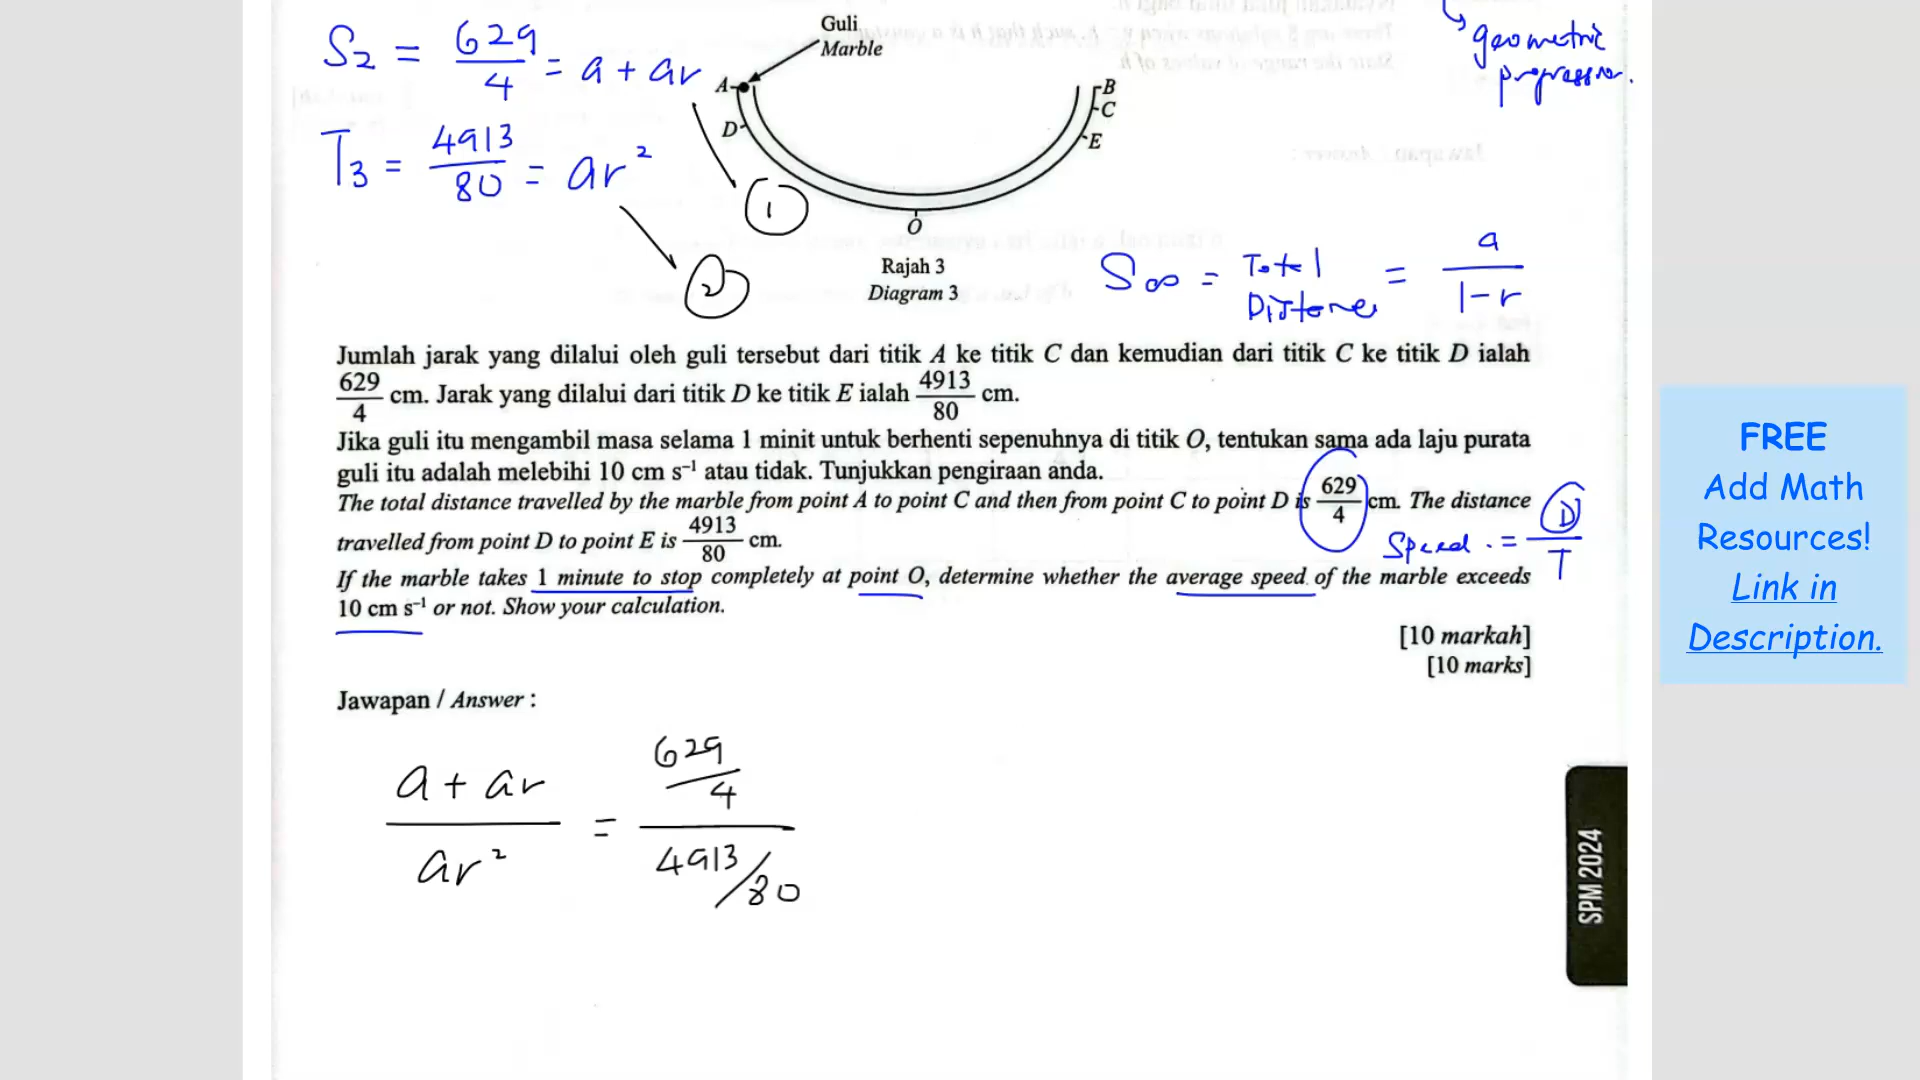 S₂ = 629/4 = a + ar
T₃ = 4913/80 = ar²
①
②
Guli
Marble
A
D
B
C
E
O
Rajah 3
Diagram 3
geometric
progression.
S∞ = Total Distance = a/(1-r)
Jumlah jarak yang dilalui oleh guli tersebut dari titik A ke titik C dan kemudian dari titik C ke titik D ialah
629/4 cm. Jarak yang dilalui dari titik D ke titik E ialah 4913/80 cm.
Jika guli itu mengambil masa selama 1 minit untuk berhenti sepenuhnya di titik O, tentukan sama ada laju purata
guli itu adalah melebihi 10 cm s⁻¹ atau tidak. Tunjukkan pengiraan anda.
The total distance travelled by the marble from point A to point C and then from point C to point D is 629/4 cm. The distance
travelled from point D to point E is 4913/80 cm.
Speed = D/T
If the marble takes 1 minute to stop completely at point O, determine whether the average speed of the marble exceeds
10 cm s⁻¹ or not. Show your calculation.
[10 markah]
[10 marks]
Jawapan / Answer :
(a + ar)/ar² = (629/4)/(4913/80)
SPM 2024
FREE
Add Math
Resources!
Link in
Description.